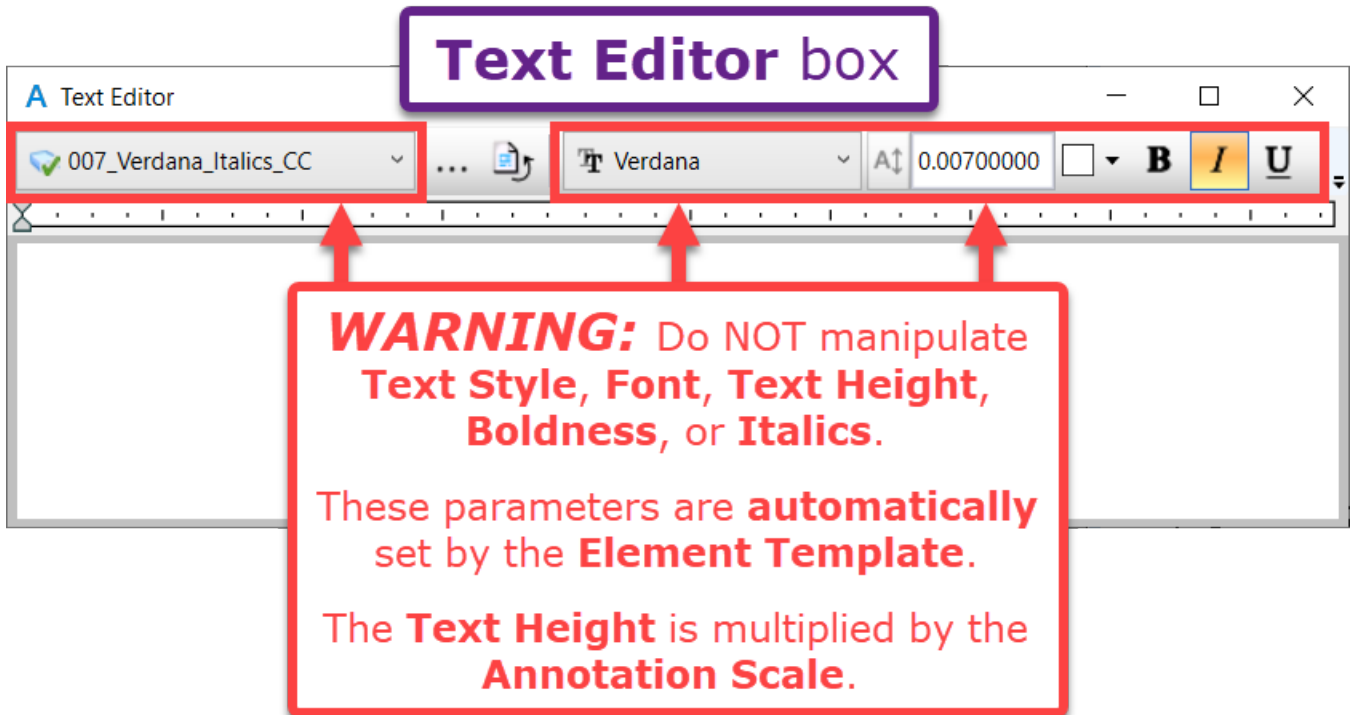 Text Editor box
A Text Editor
007_Verdana_Italics_CC ... Verdana 0.00700000 B I U
WARNING: Do NOT manipulate
Text Style, Font, Text Height,
Boldness, or Italics.
These parameters are automatically
set by the Element Template.
The Text Height is multiplied by the
Annotation Scale.